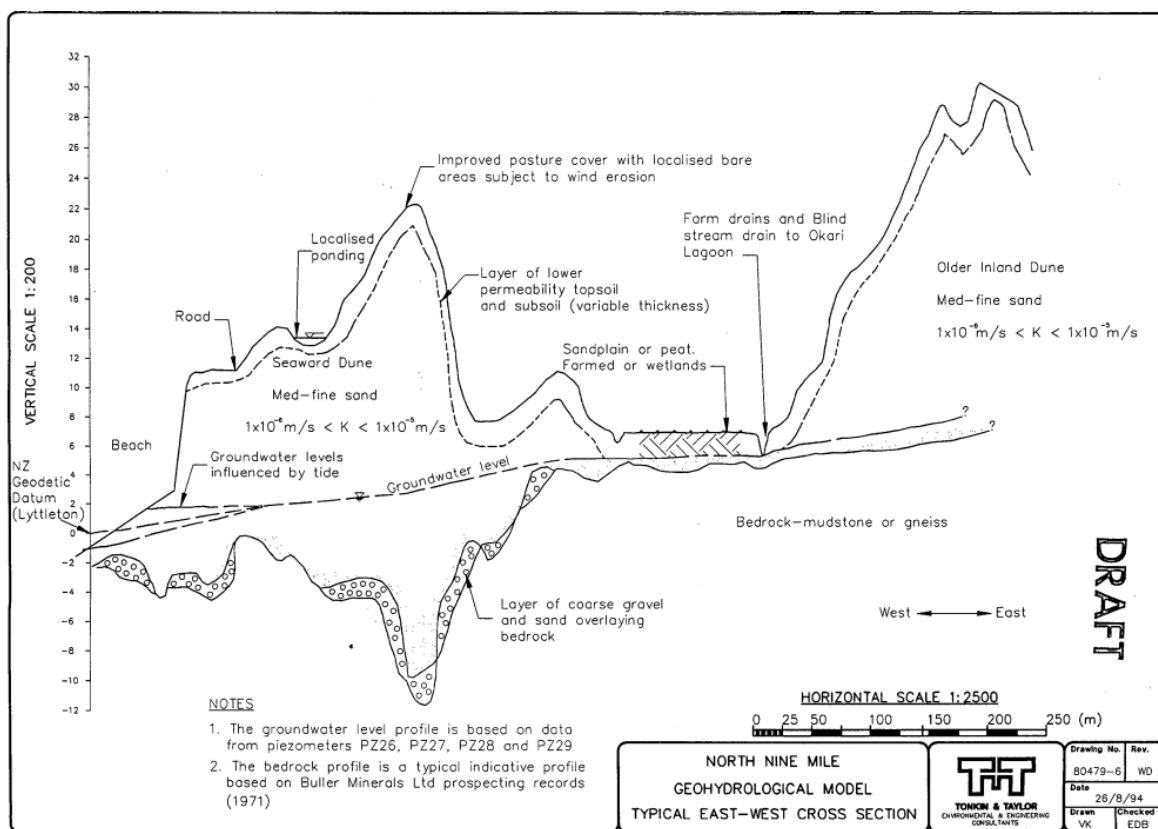 32
30
28
26
24
22
20
18
16
14
12
10
8
6
4
2
0
-2
-4
-6
-8
-10
-12
VERTICAL SCALE 1:200
NZ
Geodetic
Datum
(Lyttleton)
Beach
Road
Localised
ponding
Improved pasture cover with localised bare
areas subject to wind erosion
Layer of lower
permeability topsoil
and subsoil (variable thickness)
Seaward Dune
Med-fine sand
1x10⁻⁶m/s < K < 1x10⁻⁵m/s
Groundwater levels
influenced by tide
Groundwater level
Sandplain or peat.
Farmed or wetlands
Farm drains and Blind
stream drain to Okari
Lagoon
Older Inland Dune
Med-fine sand
1x10⁻⁶m/s < K < 1x10⁻⁵m/s
?
?
Bedrock-mudstone or gneiss
Layer of coarse gravel
and sand overlaying
bedrock
West East
DRAFT
NOTES
1. The groundwater level profile is based on data
from piezometers PZ26, PZ27, PZ28 and PZ29
2. The bedrock profile is a typical indicative profile
based on Buller Minerals Ltd prospecting records
(1971)
HORIZONTAL SCALE 1:2500
0 25 50 100 150 200 250 (m)
NORTH NINE MILE
GEOHYDROLOGICAL MODEL
TYPICAL EAST-WEST CROSS SECTION
T&T
TONKIN & TAYLOR
ENVIRONMENTAL & ENGINEERING
CONSULTANTS
Drawing No. Rev.
80479-6 WD
Date
26/8/94
Drawn Checked
VK EDB